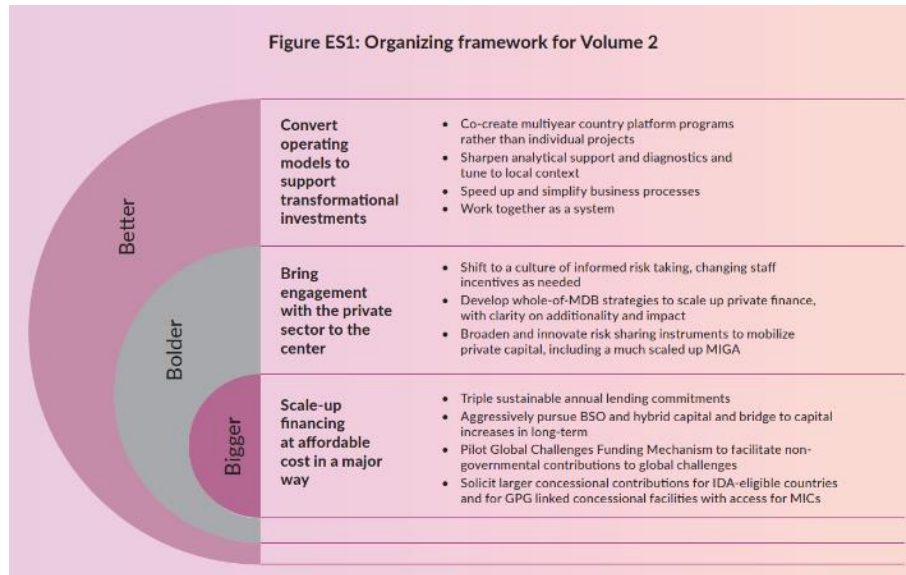 Figure ES1: Organizing framework for Volume 2
Better
Convert
operating
models to
support
transformational
investments
• Co-create multiyear country platform programs
rather than individual projects
• Sharpen analytical support and diagnostics and
tune to local context
• Speed up and simplify business processes
• Work together as a system
Bolder
Bring
engagement
with the private
sector to the
center
• Shift to a culture of informed risk taking, changing staff
incentives as needed
• Develop whole-of-MDB strategies to scale up private finance,
with clarity on additionality and impact
• Broaden and innovate risk sharing instruments to mobilize
private capital, including a much scaled up MIGA
Bigger
Scale-up
financing
at affordable
cost in a major
way
• Triple sustainable annual lending commitments
• Aggressively pursue BSO and hybrid capital and bridge to capital
increases in long-term
• Pilot Global Challenges Funding Mechanism to facilitate non-
governmental contributions to global challenges
• Solicit larger concessional contributions for IDA-eligible countries
and for GPG linked concessional facilities with access for MICs